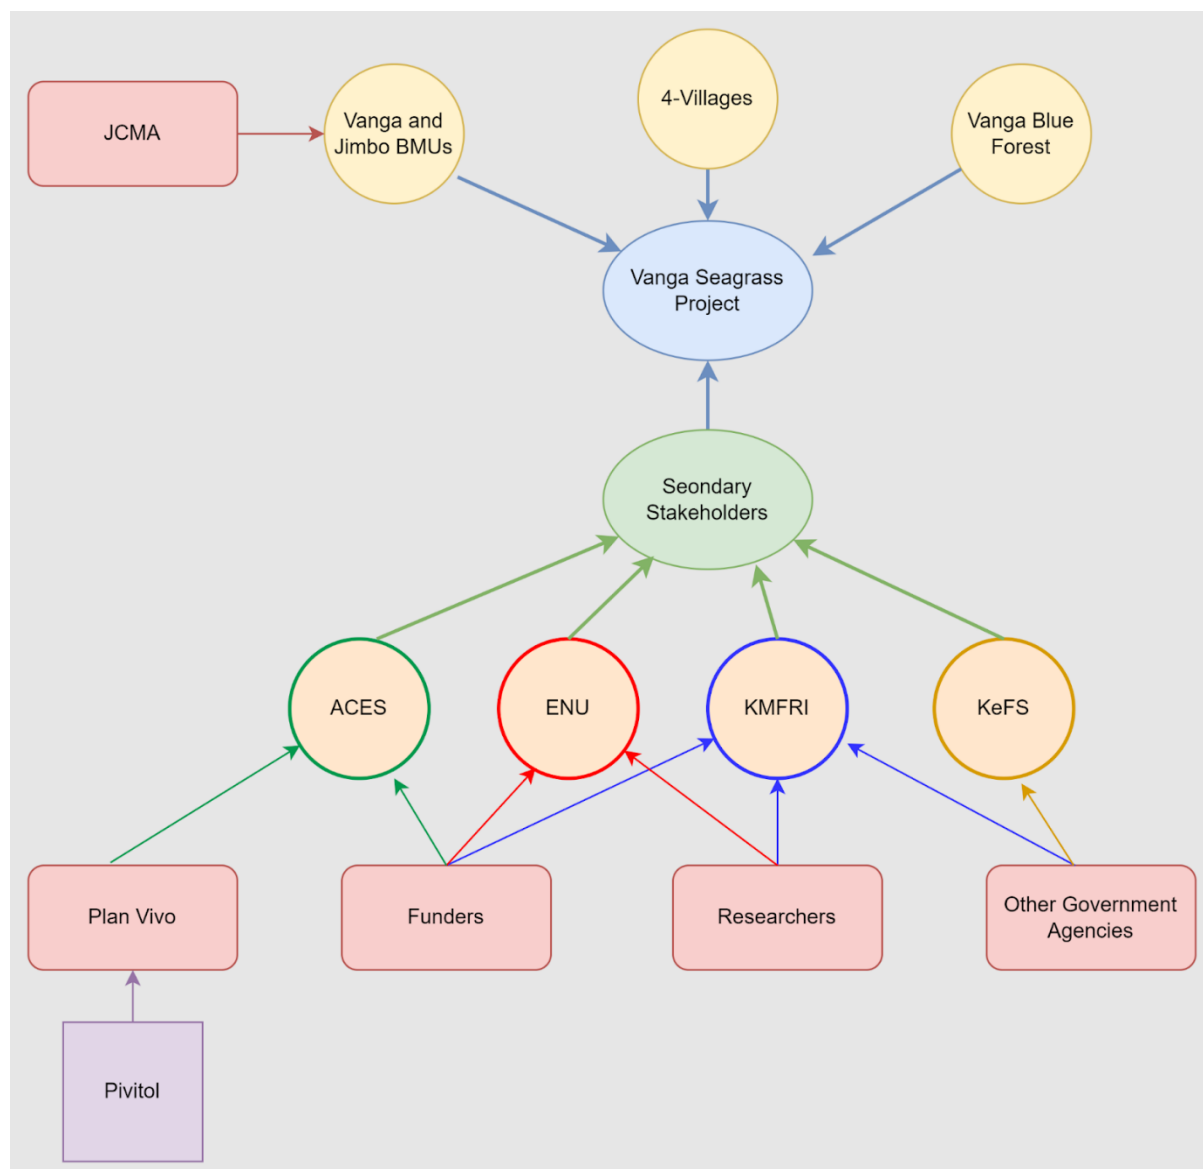 JCMA
Vanga and
Jimbo BMUs
4-Villages
Vanga Blue
Forest
Vanga Seagrass
Project
Seondary
Stakeholders
ACES
ENU
KMFRI
KeFS
Plan Vivo
Funders
Researchers
Other Government
Agencies
Pivitol